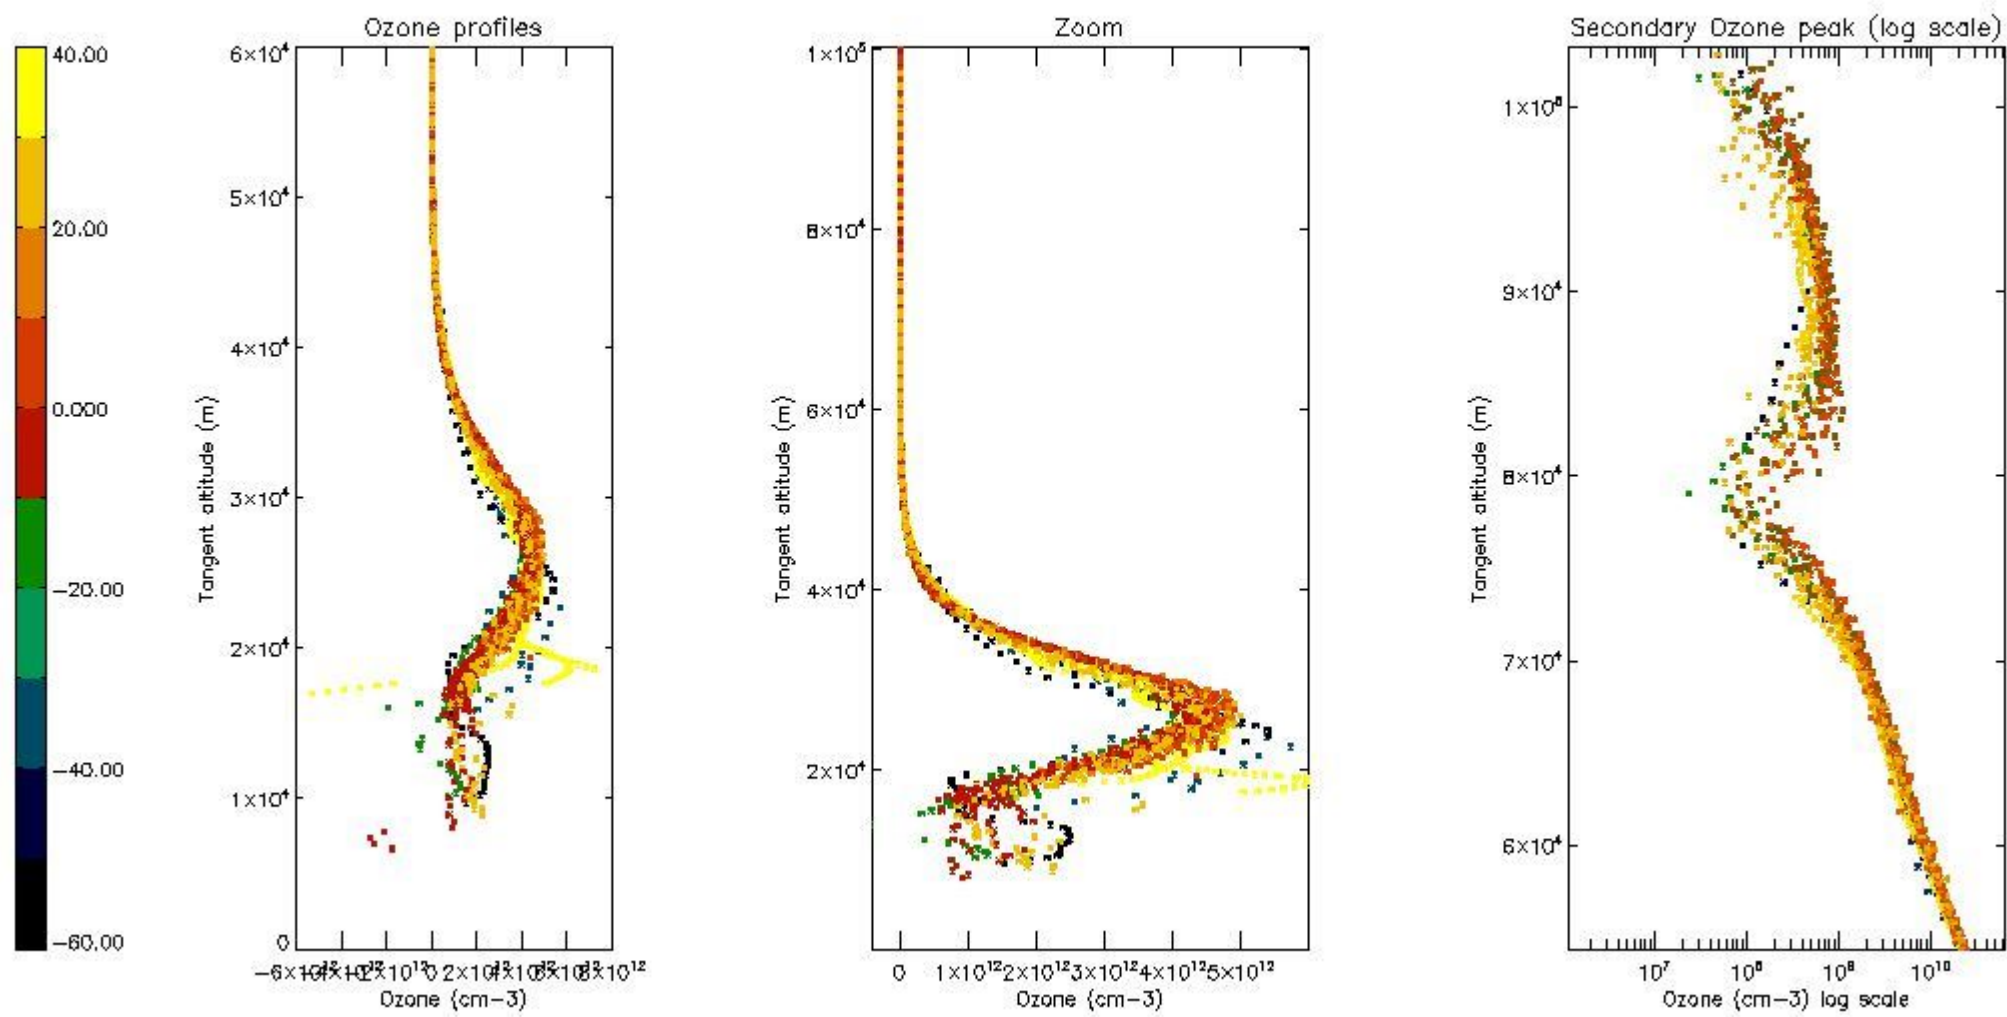 Ozone profiles
Zoom
Secondary Ozone peak (log scale)
40.00
20.00
0.000
−20.00
−40.00
−60.00
6×10⁴
5×10⁴
4×10⁴
3×10⁴
2×10⁴
1×10⁴
0
Tangent altitude (m)
2×10¹² 8×10¹²
Ozone (cm−3)
1×10⁵
8×10⁴
6×10⁴
4×10⁴
2×10⁴
Tangent altitude (m)
0 1×10¹² 2×10¹² 3×10¹² 4×10¹² 5×10¹²
Ozone (cm−3)
9×10⁴
8×10⁴
7×10⁴
6×10⁴
Tangent altitude (m)
10⁷ 10⁹ 10¹⁰
Ozone (cm−3) log scale